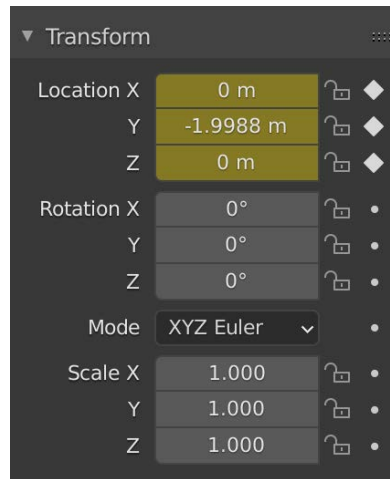 Transform
Location X 0 m
Y -1.9988 m
Z 0 m
Rotation X 0°
Y 0°
Z 0°
Mode XYZ Euler
Scale X 1.000
Y 1.000
Z 1.000